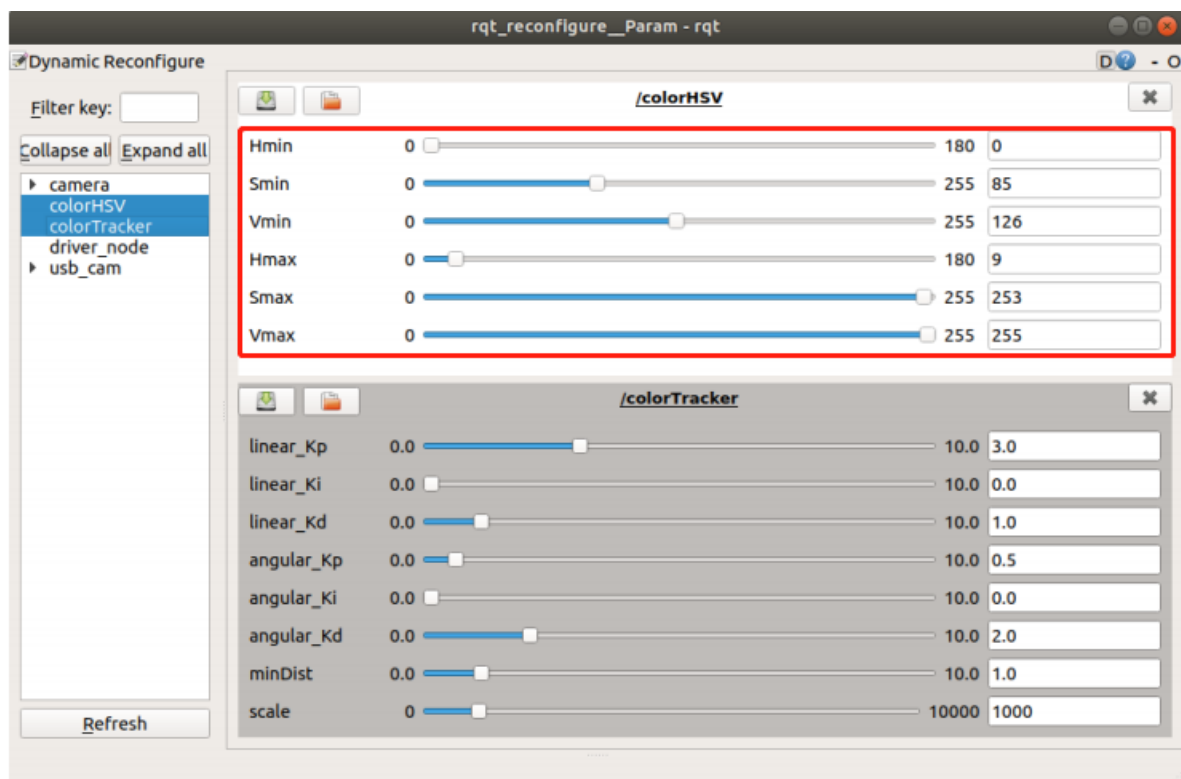 rqt_reconfigure__Param - rqt
Dynamic Reconfigure
D ? - O
Filter key:
Collapse all Expand all
camera
colorHSV
colorTracker
driver_node
usb_cam
Refresh
/colorHSV
Hmin 0 180 0
Smin 0 255 85
Vmin 0 255 126
Hmax 0 180 9
Smax 0 255 253
Vmax 0 255 255
/colorTracker
linear_Kp 0.0 10.0 3.0
linear_Ki 0.0 10.0 0.0
linear_Kd 0.0 10.0 1.0
angular_Kp 0.0 10.0 0.5
angular_Ki 0.0 10.0 0.0
angular_Kd 0.0 10.0 2.0
minDist 0.0 10.0 1.0
scale 0 10000 1000